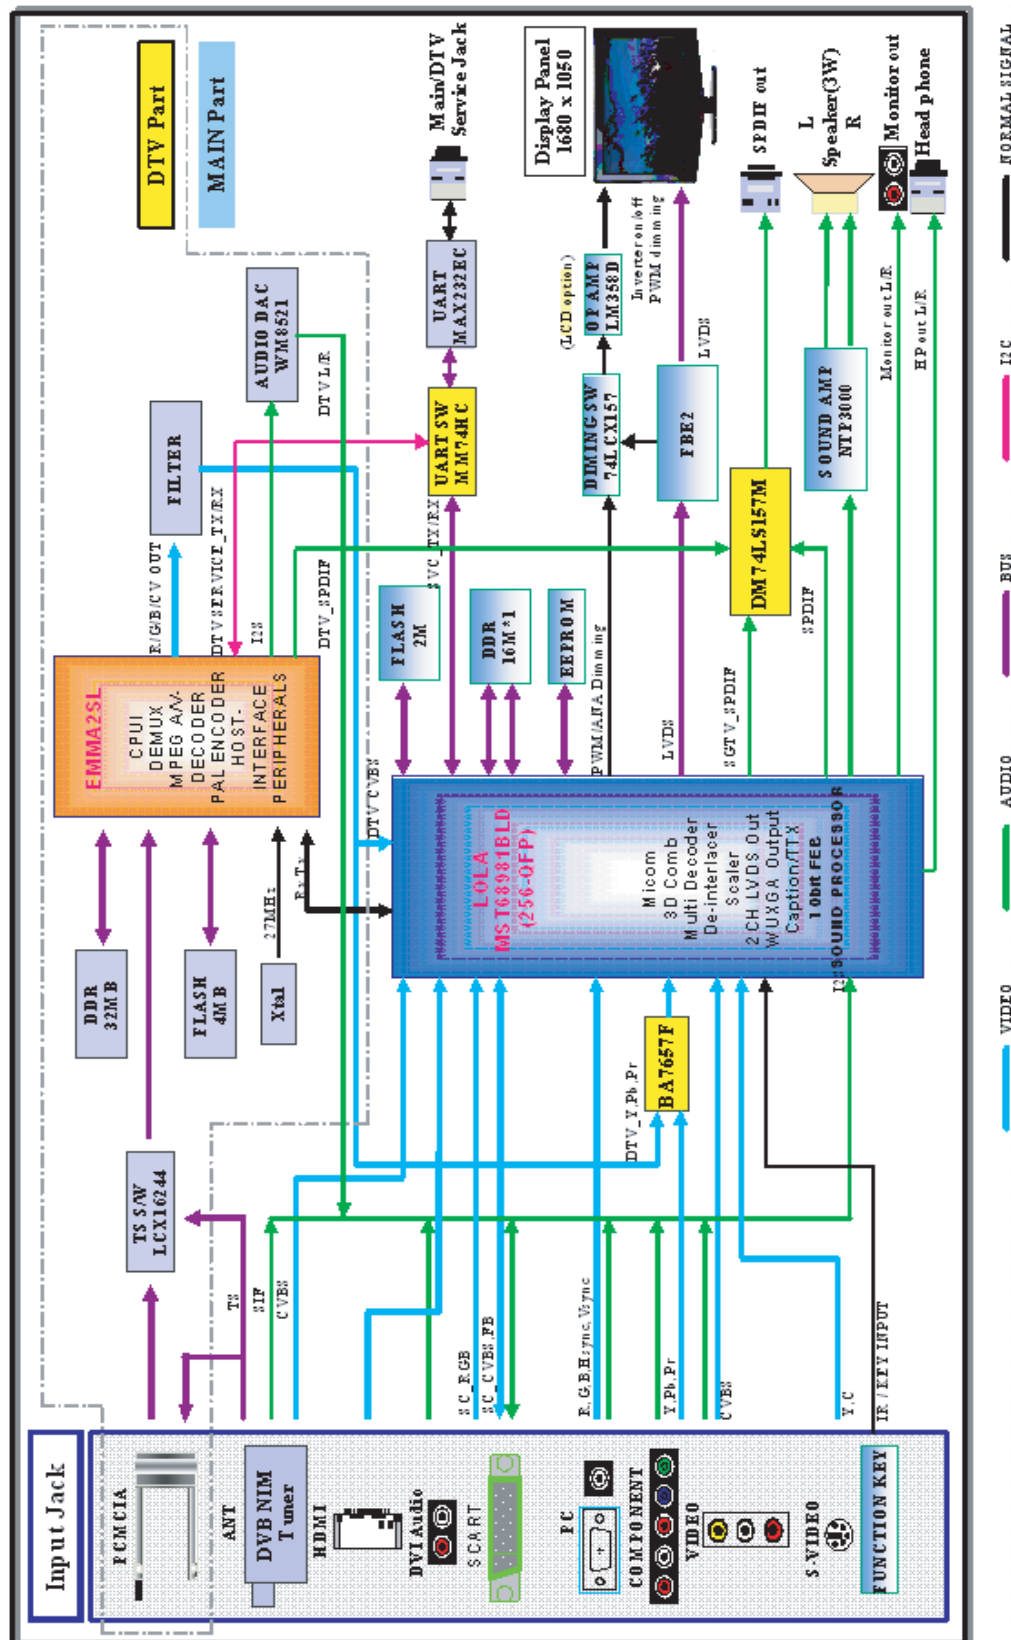 Input Jack
PCMCIA
ANT
DVB NIM
Tuner
HDMI
DVI Audio
SCART
PC
COMPONENT
VIDEO
S-VIDEO
FUNCTION KEY
TS S/W
LCX16244
TS
SIF
CVBS
SC_RGB
SC_CVBS,FB
R,G,B,Hsync,Vsync
Y,Pb,Pr
CVBS
Y,C
IR / KEY INPUT
DDR
32MB
FLASH
4MB
Xtal
27MHz
RxTx
DTV_Y,Pb,Pr
BA7657F
I2S
EMMA2SL
CPUI
DEMUX
MPEG A/V-
DECODER
PAL ENCODER
HOST-
INTERFACE
PERIPHERALS
DTV CVBS
LOLA
MST68981BLD
(256-QFP)
Micom
3D Comb
Multi Decoder
De-interlacer
Scaler
2CH LVDS Out
WUXGA Output
Caption/TTX
10bit FEB
SOUND PROCESSOR
R/G/B/CV OUT
DTV SERVICE_TX/RX
I2S
DTV_SPDIF
FILTER
AUDIO DAC
WM8521
DTV L/R
FLASH
2M
SVC_TX/RX
DDR
16M*1
EEPROM
PWM/ANA Dimming
LVDS
SGTV_SPDIF
SPDIF
UART SW
MM74HC
UART
MAX232EC
Main/DTV
Service Jack
DIMING SW
74LCX157
(LCD option)
OP AMP
LM358D
Inverter on/off
PWM dimming
FBE2
LVDS
DM74LS157M
SOUND AMP
NTP3000
Monitor out L/R
HP out L/R
Display Panel
1680 x 1050
SPDIF out
L
Speaker(3W)
R
Monitor out
Head phone
DTV Part
MAIN Part
VIDEO
AUDIO
BUS
I2C
NORMAL SIGNAL